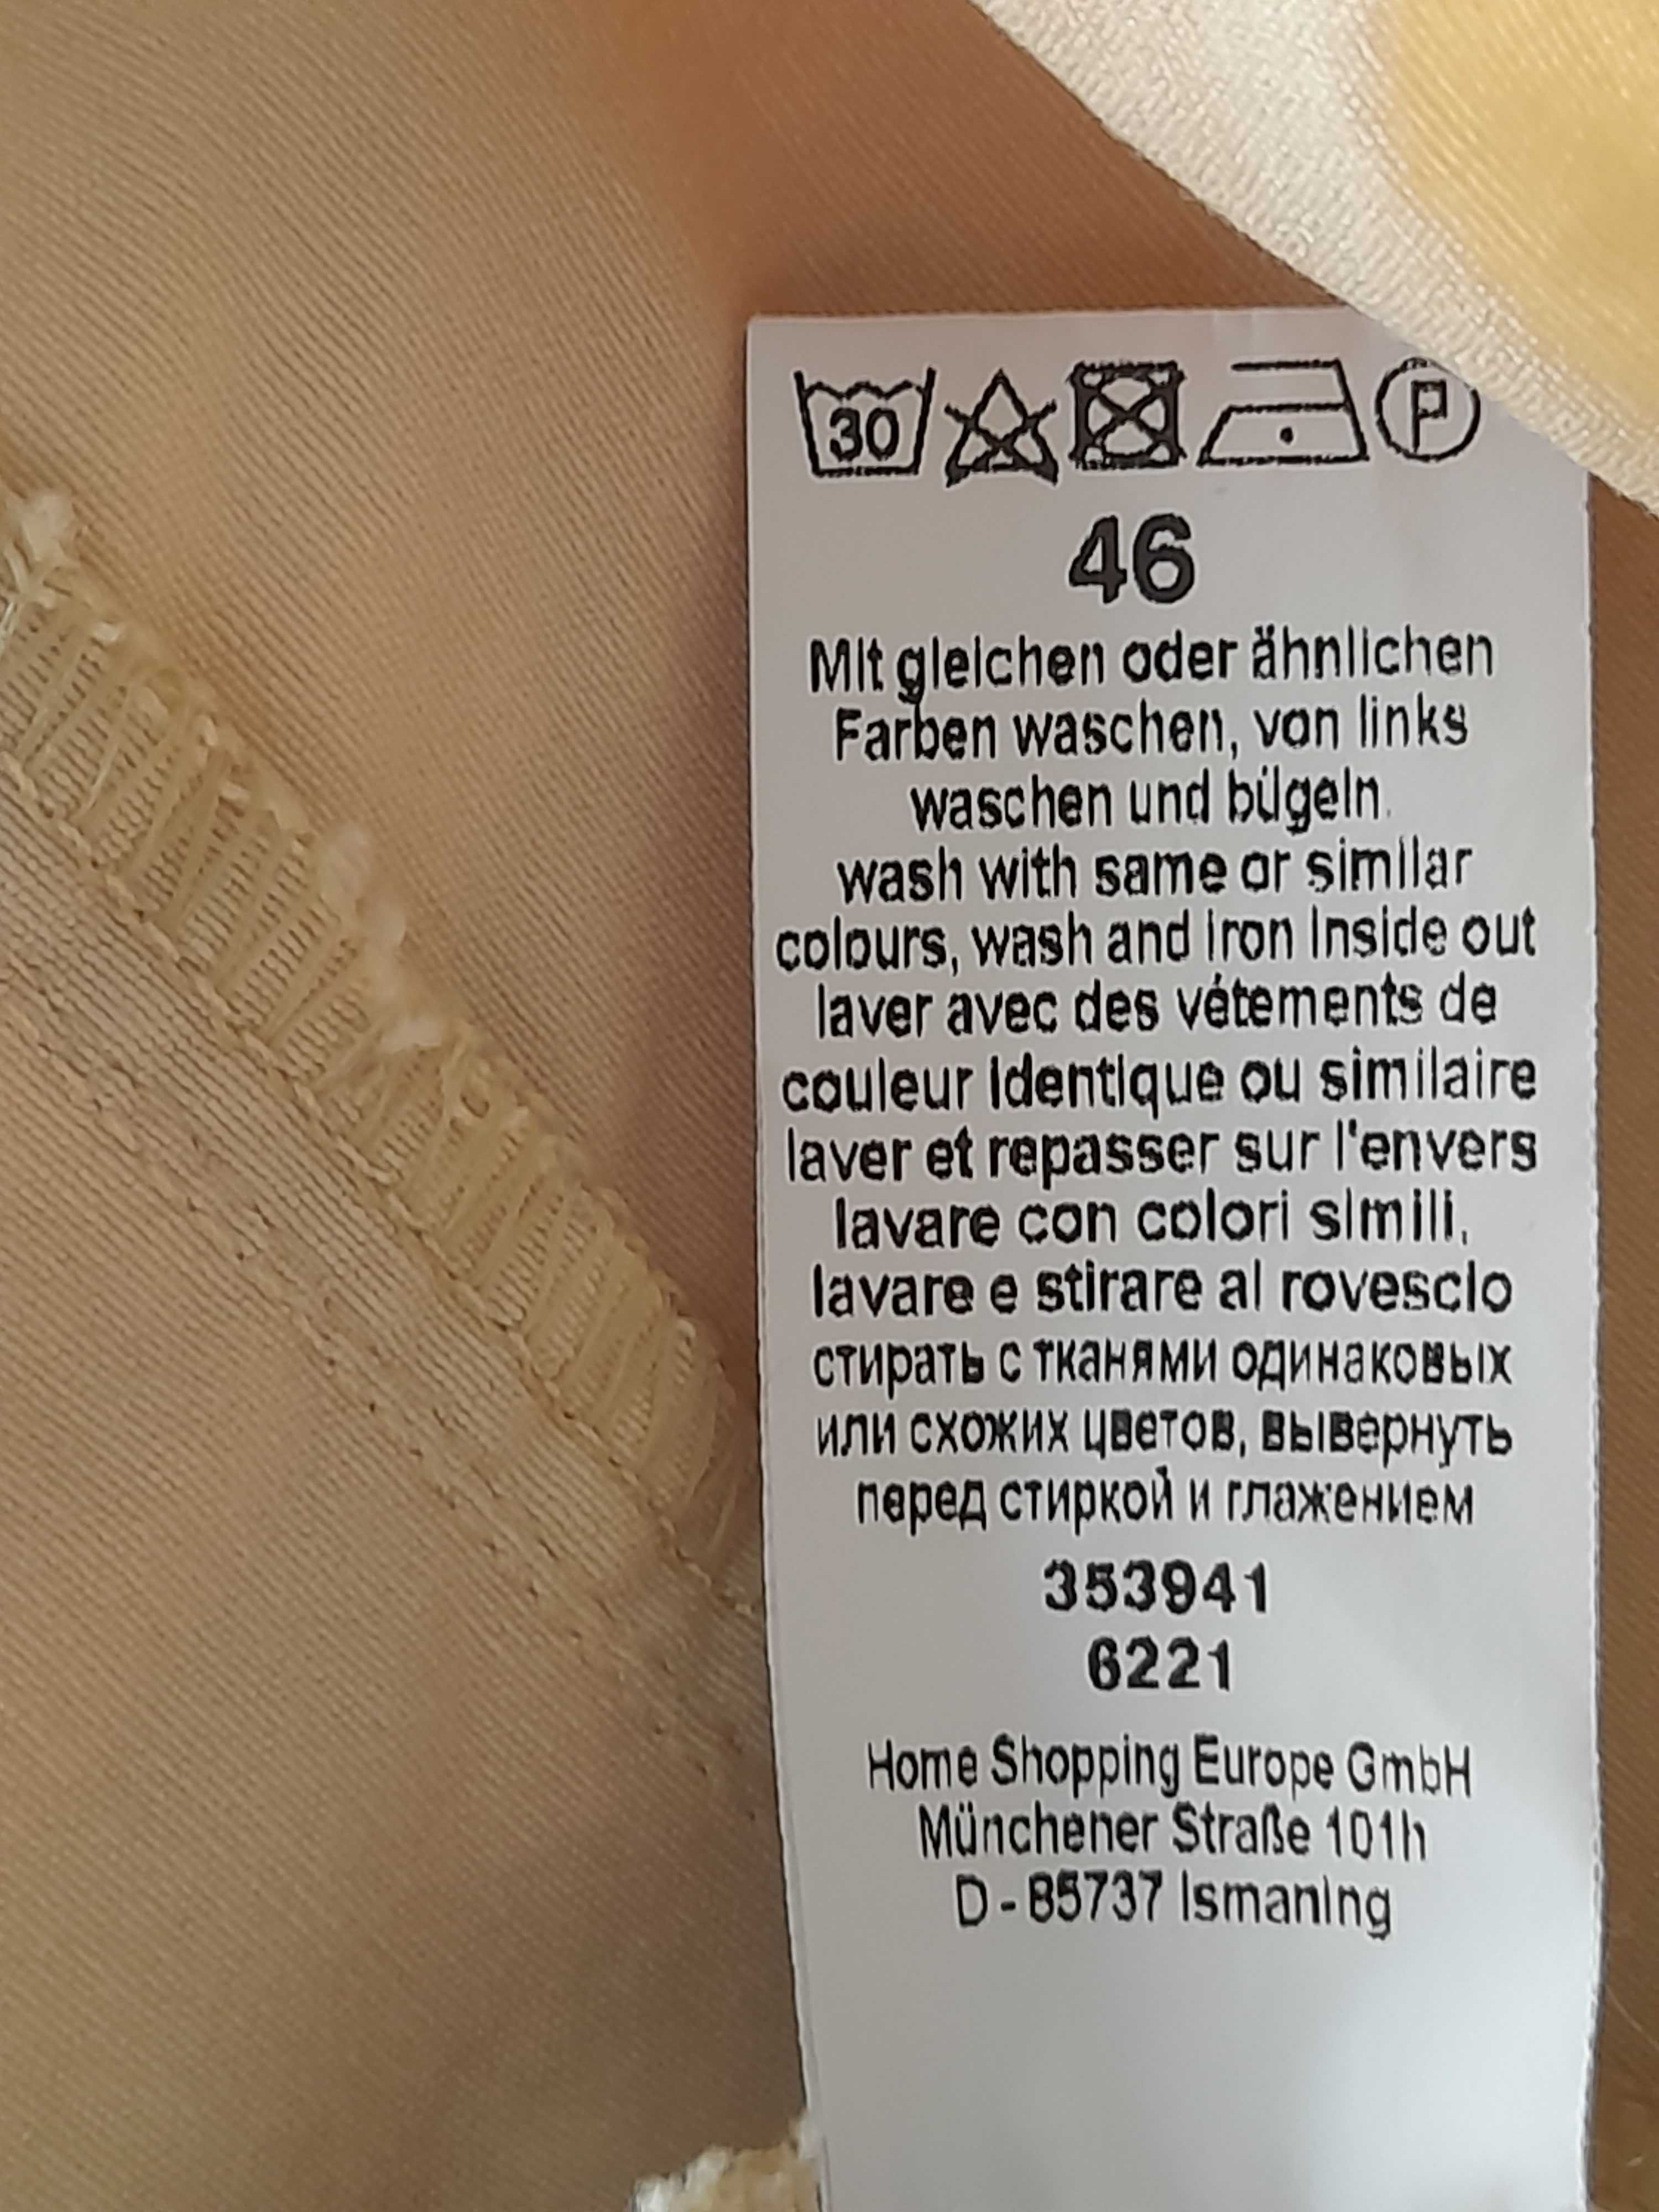 30 P
46
Mit gleichen oder ähnlichen
Farben waschen, von links
waschen und bügeln.
wash with same or similar
colours, wash and iron inside out
laver avec des vétements de
couleur identique ou similaire
laver et repasser sur l'envers
lavare con colori simili,
lavare e stirare al rovescio
стирать с тканями одинаковых
или схожих цветов, вывернуть
перед стиркой и глажением
353941
6221
Home Shopping Europe GmbH
Münchener Straße 101h
D - 85737 Ismaning